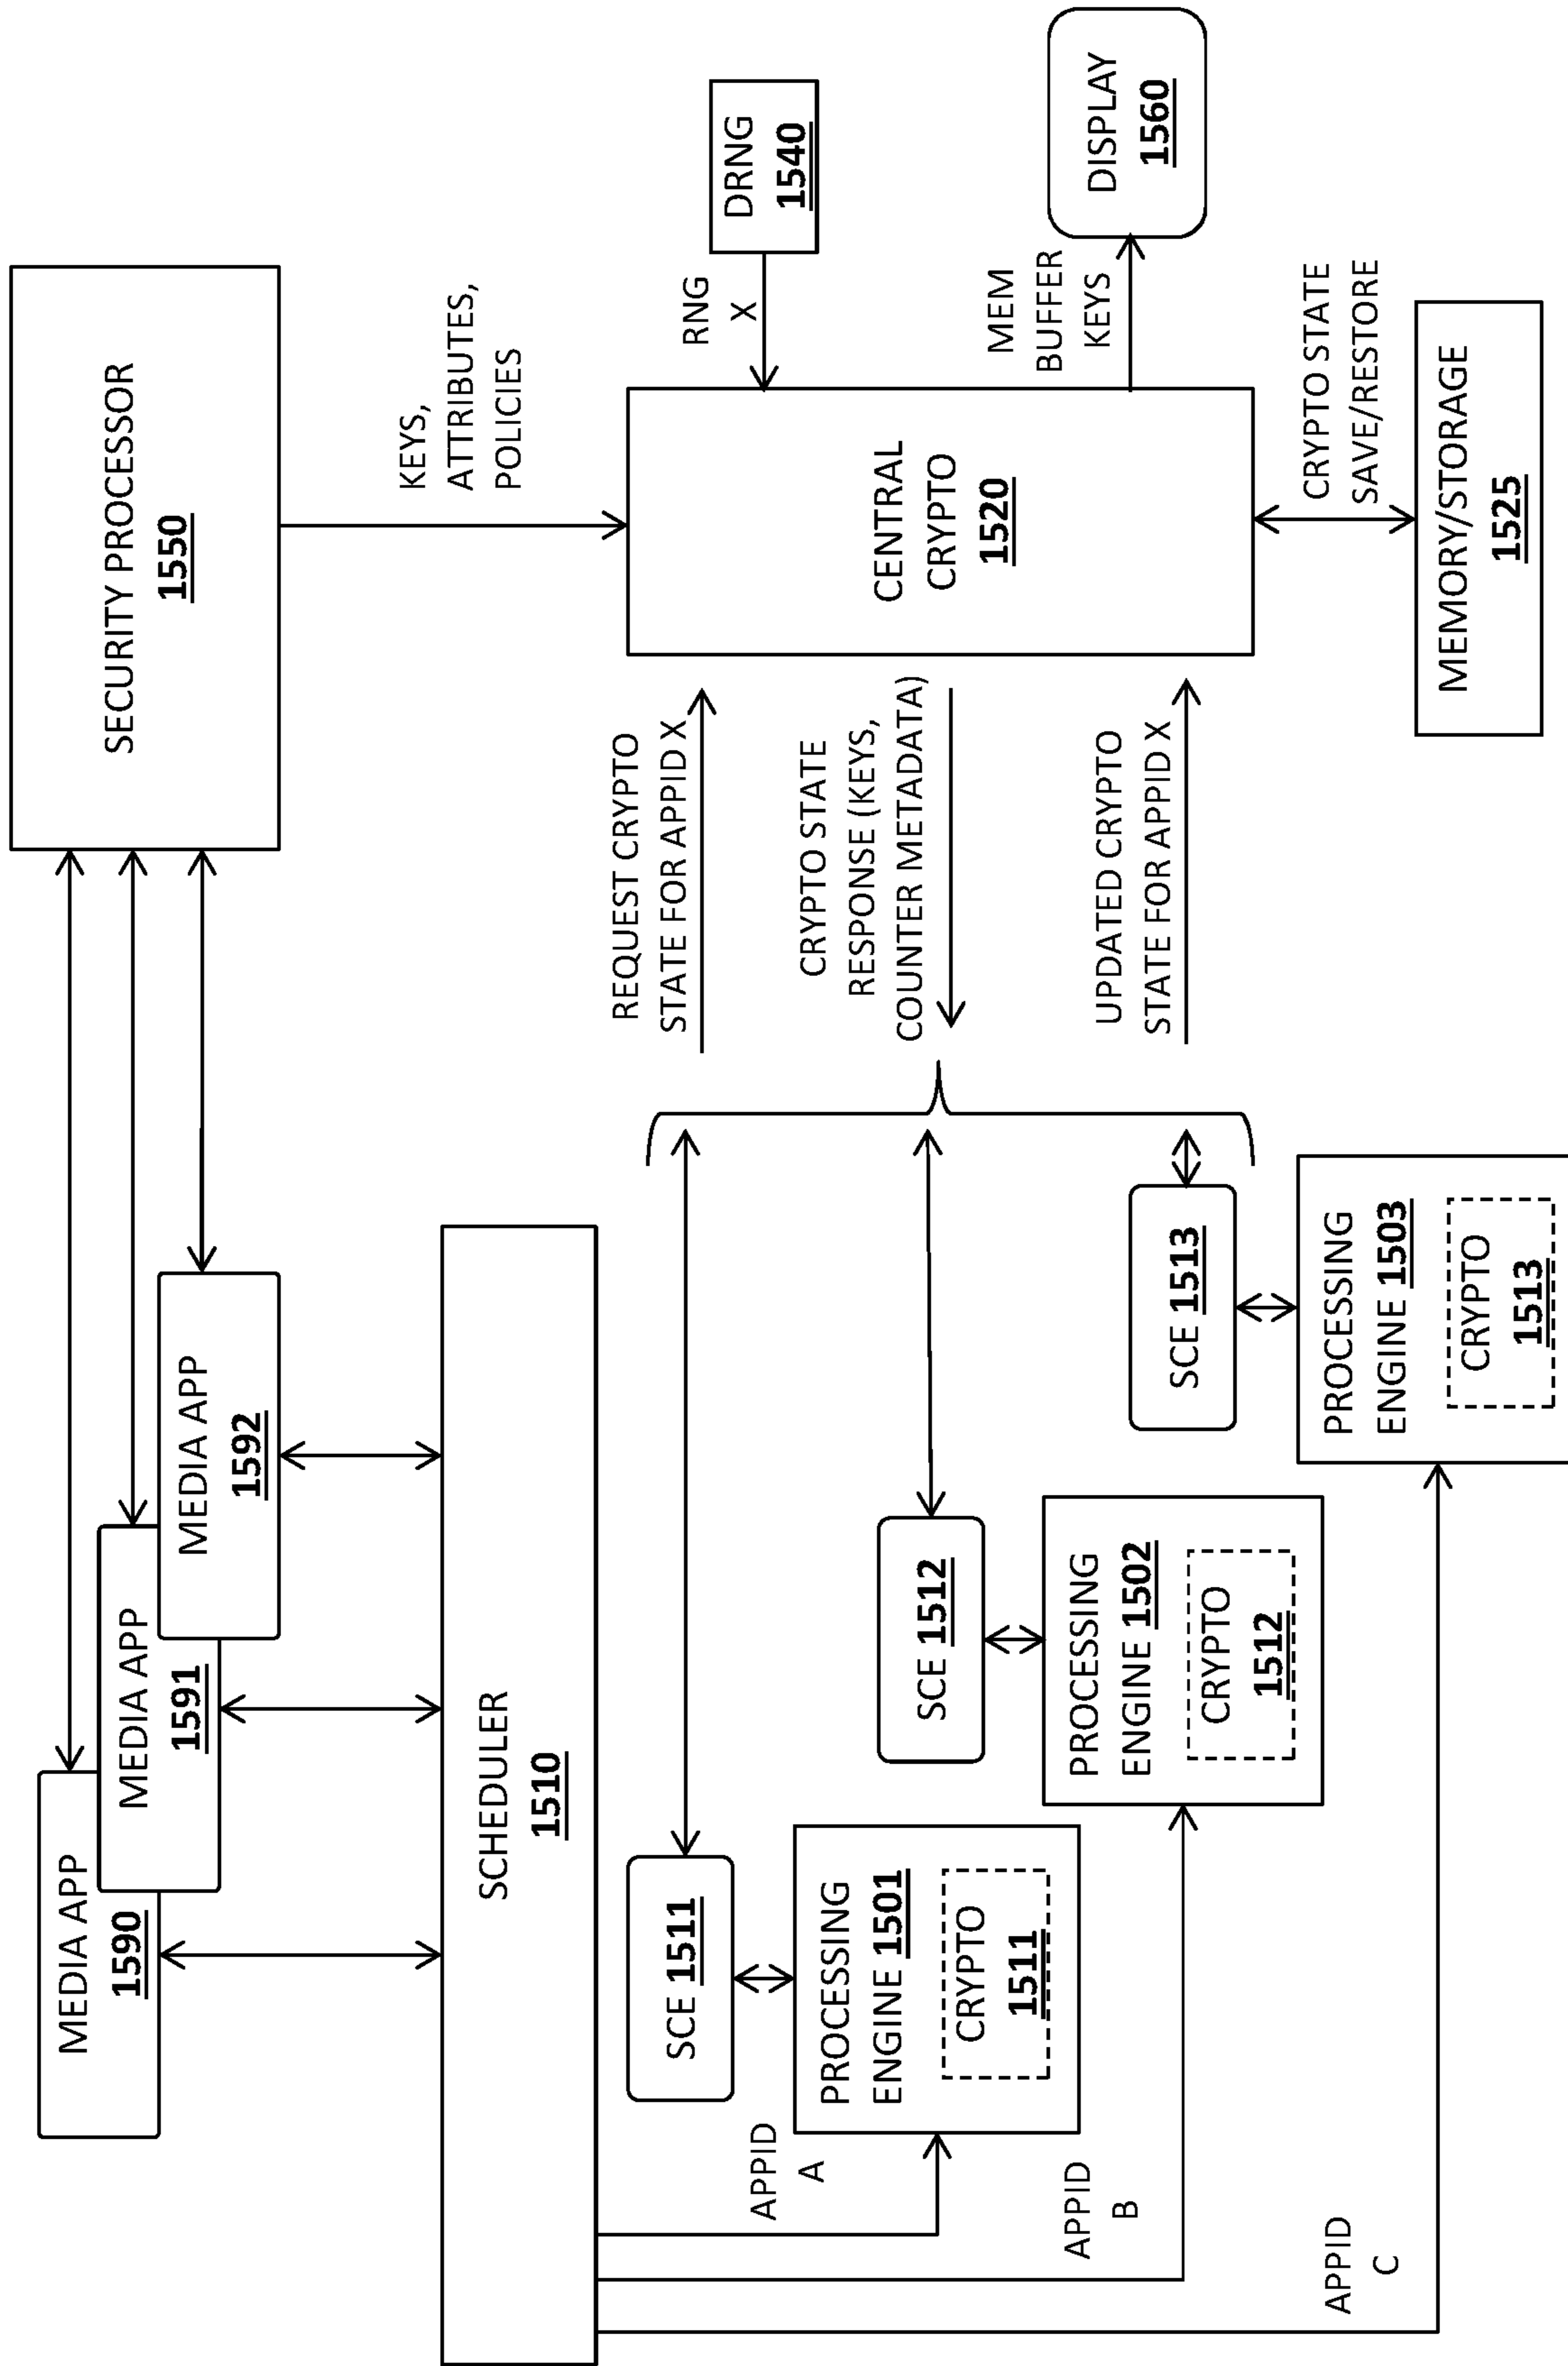 MEDIA APP
1590
MEDIA APP
1591
MEDIA APP
1592
SECURITY PROCESSOR
1550
SCHEDULER
1510
KEYS,
ATTRIBUTES,
POLICIES
SCE 1511
PROCESSING
ENGINE 1501
CRYPTO
1511
APPID
A
SCE 1512
PROCESSING
ENGINE 1502
CRYPTO
1512
APPID
B
SCE 1513
PROCESSING
ENGINE 1503
CRYPTO
1513
APPID
C
REQUEST CRYPTO
STATE FOR APPID X
CRYPTO STATE
RESPONSE (KEYS,
COUNTER METADATA)
UPDATED CRYPTO
STATE FOR APPID X
CENTRAL
CRYPTO
1520
RNG
X
DRNG
1540
MEM
BUFFER
KEYS
DISPLAY
1560
CRYPTO STATE
SAVE/RESTORE
MEMORY/STORAGE
1525